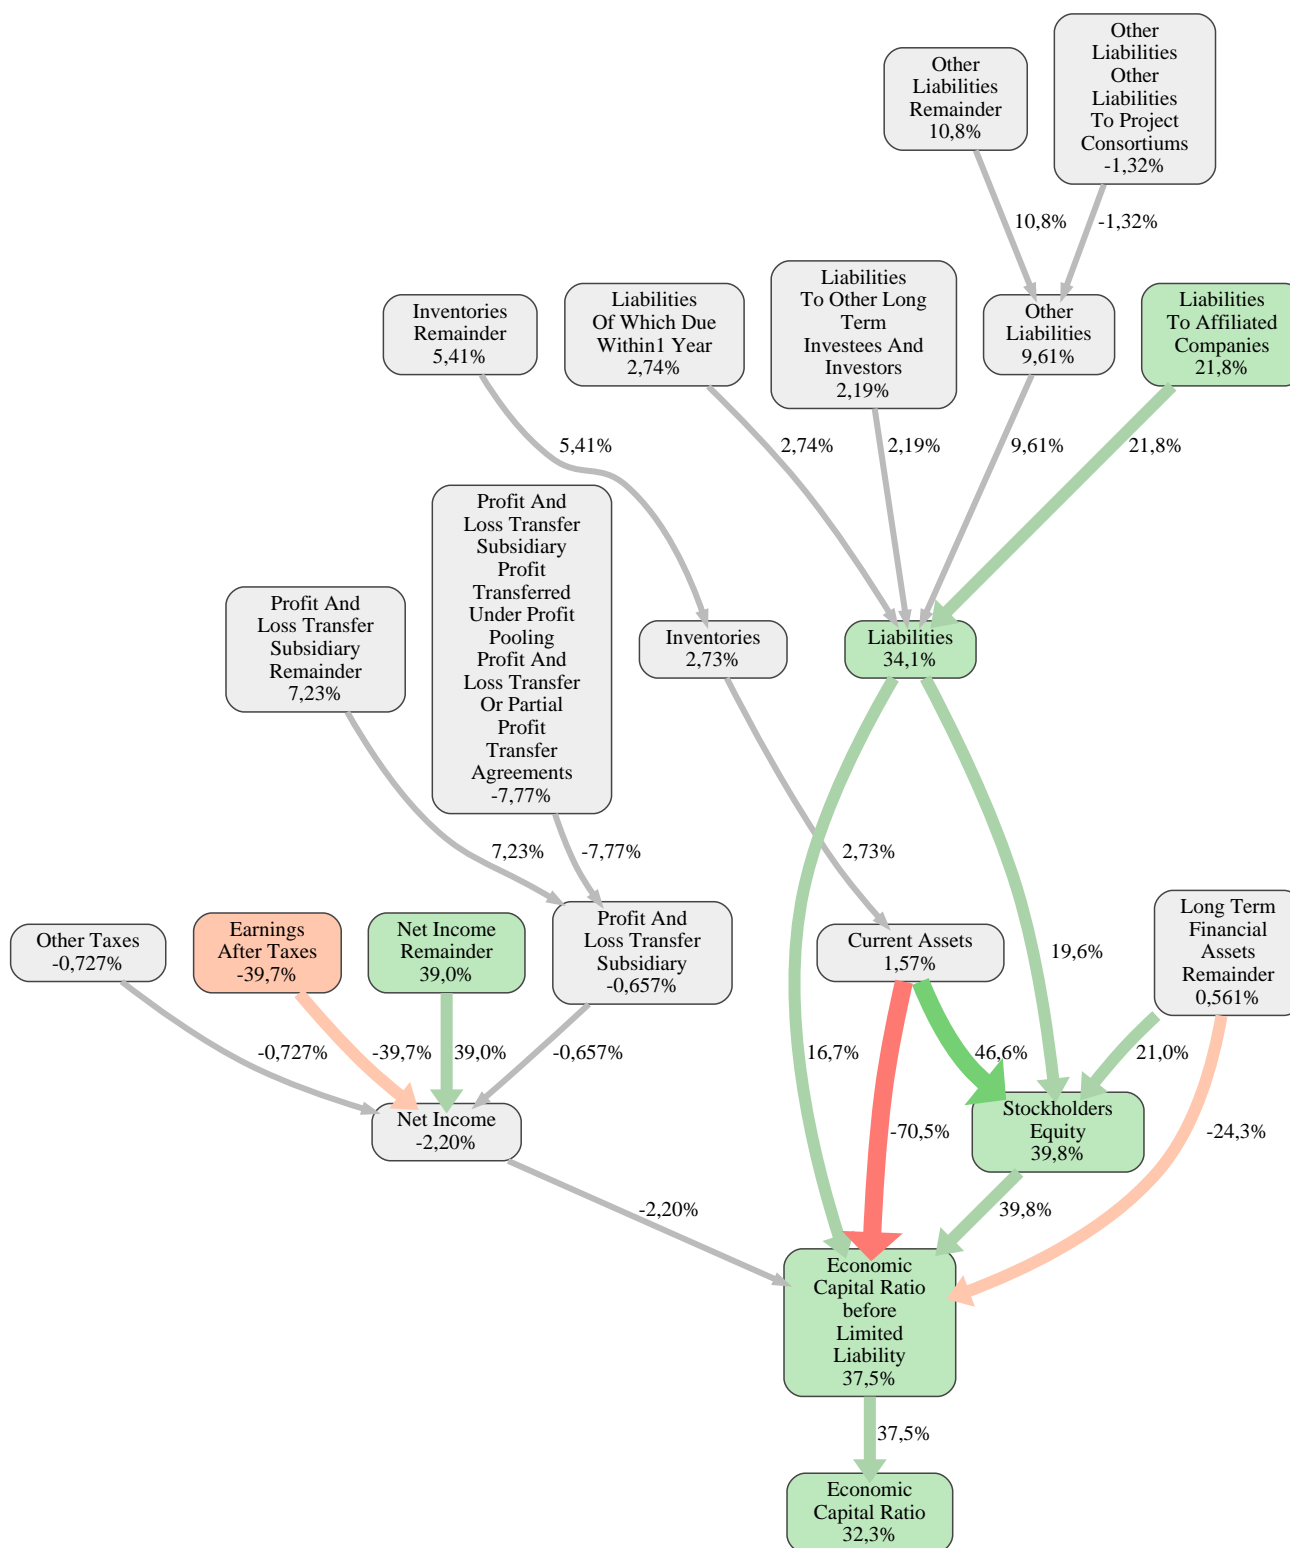 Other
Liabilities
Other
Liabilities
To Project
Consortiums
-1,32%
Other
Liabilities
Remainder
10,8%
10,8%
-1,32%
Inventories
Remainder
5,41%
Liabilities
Of Which Due
Within1 Year
2,74%
Liabilities
To Other Long
Term
Investees And
Investors
2,19%
Other
Liabilities
9,61%
Liabilities
To Affiliated
Companies
21,8%
5,41%
2,74%
2,19%
9,61%
21,8%
Profit And
Loss Transfer
Subsidiary
Profit
Transferred
Under Profit
Pooling
Profit And
Loss Transfer
Or Partial
Profit
Transfer
Agreements
-7,77%
Profit And
Loss Transfer
Subsidiary
Remainder
7,23%
Inventories
2,73%
Liabilities
34,1%
7,23%
-7,77%
2,73%
Other Taxes
-0,727%
Earnings
After Taxes
-39,7%
Net Income
Remainder
39,0%
Profit And
Loss Transfer
Subsidiary
-0,657%
Current Assets
1,57%
19,6%
Long Term
Financial
Assets
Remainder
0,561%
-0,727%
-39,7%
39,0%
-0,657%
16,7%
46,6%
21,0%
Net Income
-2,20%
-70,5%
Stockholders
Equity
39,8%
-24,3%
-2,20%
39,8%
Economic
Capital Ratio
before
Limited
Liability
37,5%
37,5%
Economic
Capital Ratio
32,3%